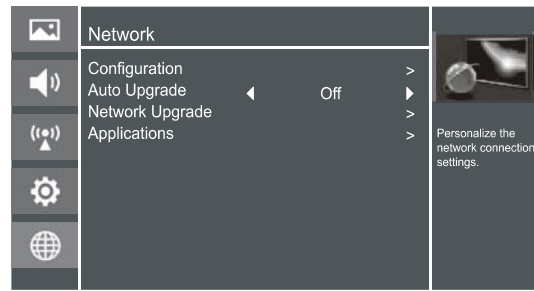 Network
Configuration >
Auto Upgrade Off
Network Upgrade >
Applications >
Personalize the
network connection
settings.